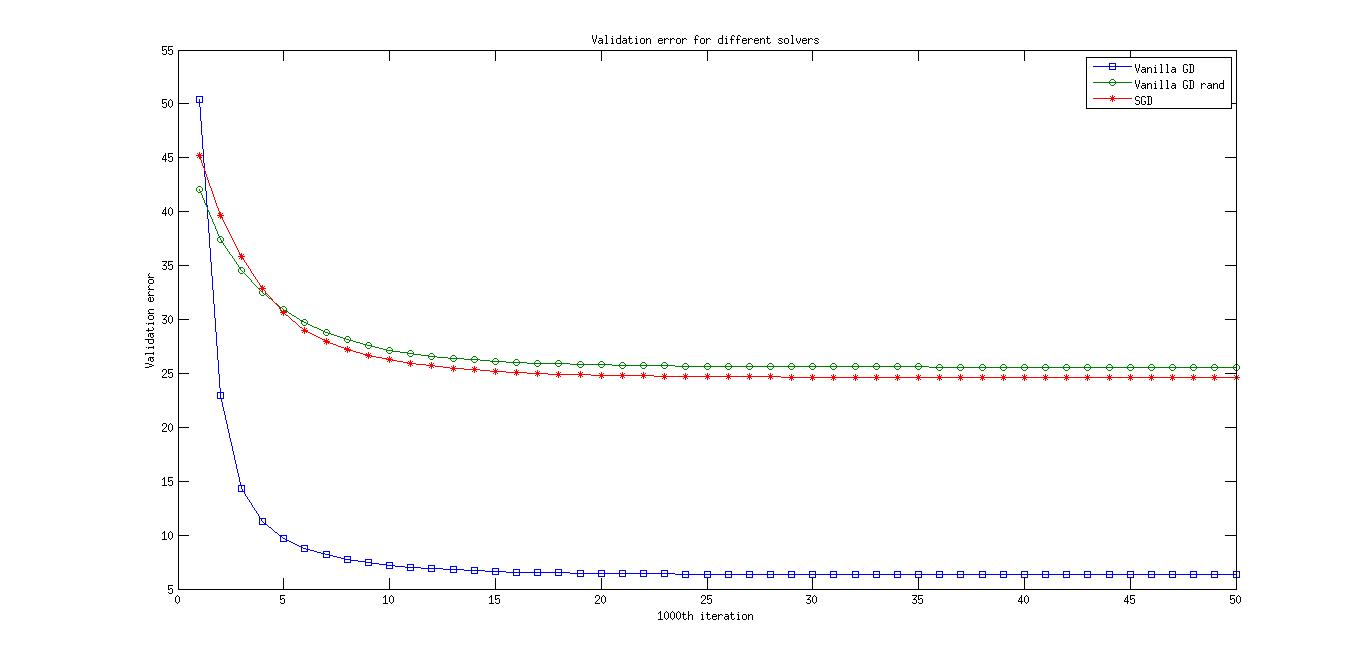 Validation error for different solvers
Vanilla GD
Vanilla GD rand
SGD
Validation error
55
50
45
40
35
30
25
20
15
10
5
0 5 10 15 20 25 30 35 40 45 50
1000th iteration